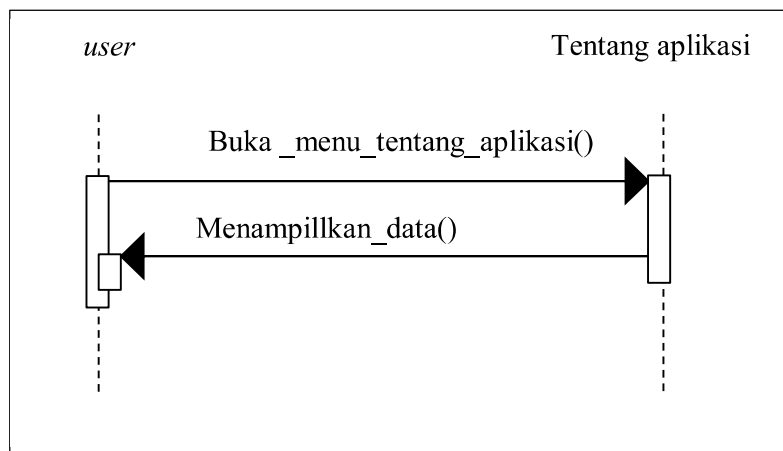 user
Tentang aplikasi
Buka _menu_tentang_aplikasi()
Menampillkan_data()